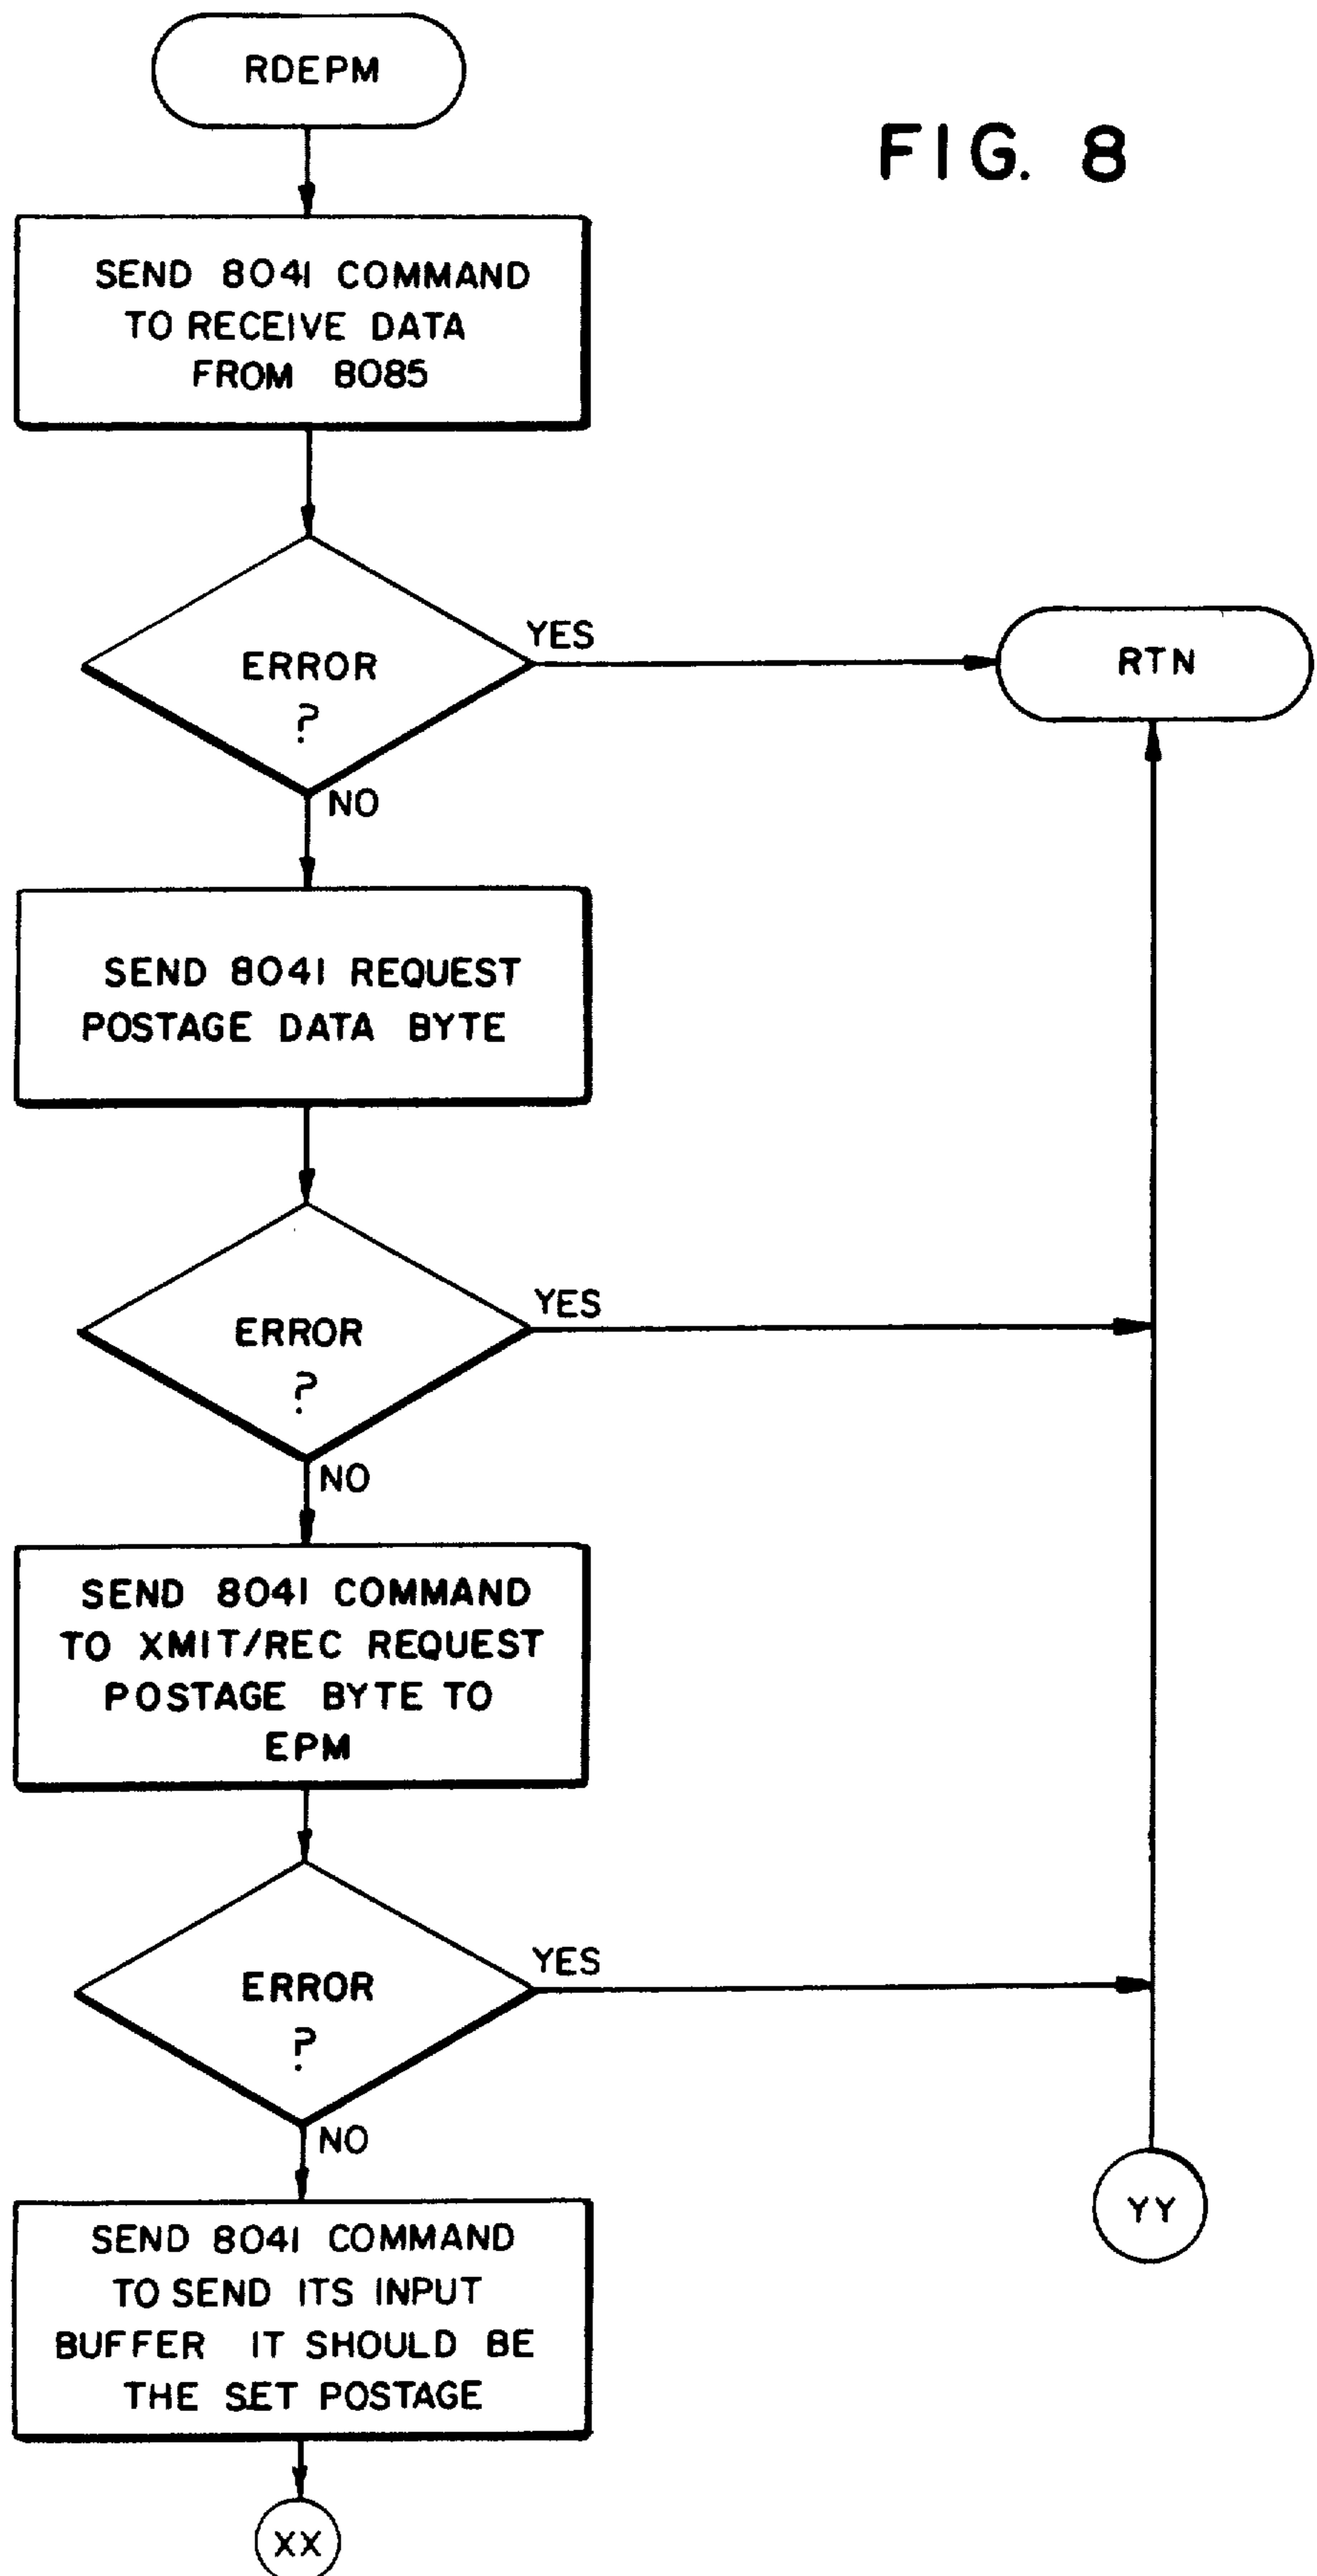 RDEPM
FIG. 8
SEND 8041 COMMAND
TO RECEIVE DATA
FROM 8085
ERROR
?
YES
RTN
NO
SEND 8041 REQUEST
POSTAGE DATA BYTE
ERROR
?
YES
NO
SEND 8041 COMMAND
TO XMIT/REC REQUEST
POSTAGE BYTE TO
EPM
ERROR
?
YES
NO
YY
SEND 8041 COMMAND
TO SEND ITS INPUT
BUFFER IT SHOULD BE
THE SET POSTAGE
XX